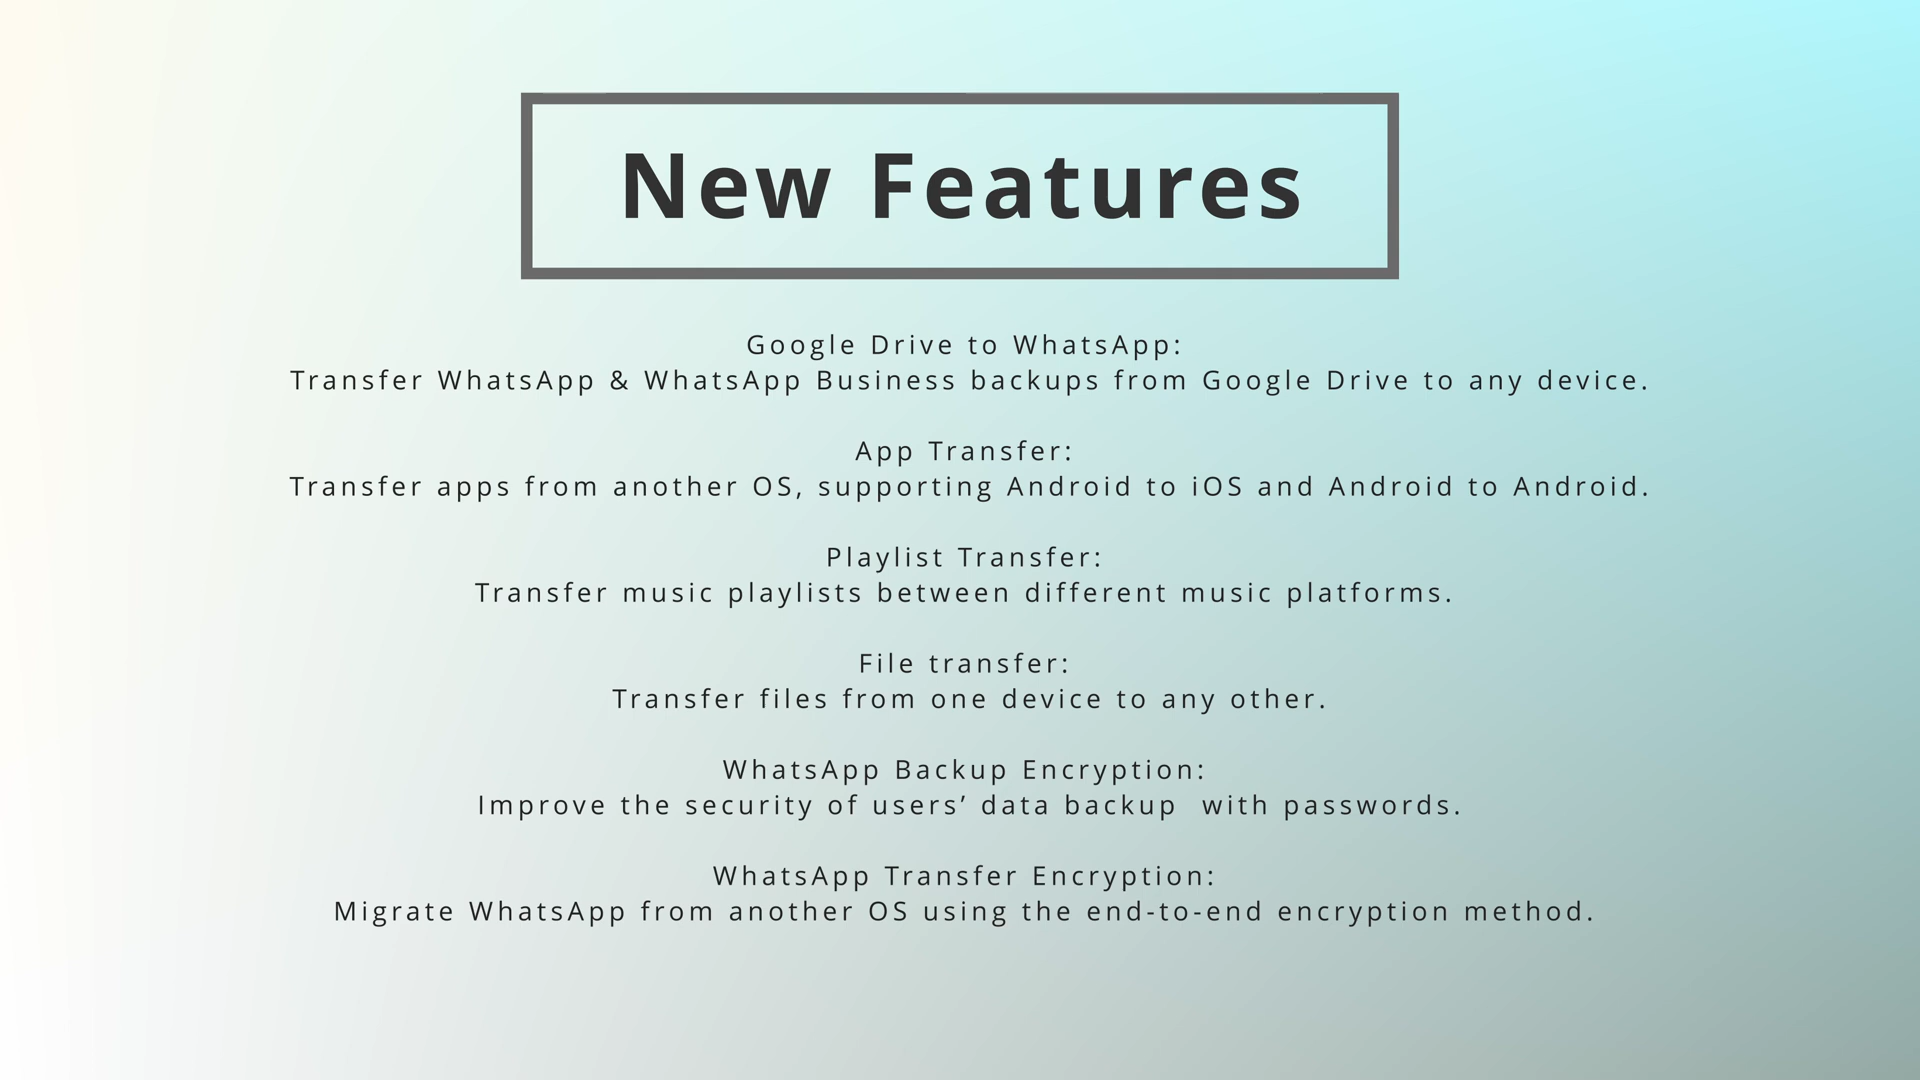 New Features
Google Drive to WhatsApp:
Transfer WhatsApp & WhatsApp Business backups from Google Drive to any device.
App Transfer:
Transfer apps from another OS, supporting Android to iOS and Android to Android.
Playlist Transfer:
Transfer music playlists between different music platforms.
File transfer:
Transfer files from one device to any other.
WhatsApp Backup Encryption:
Improve the security of users’ data backup  with passwords.
WhatsApp Transfer Encryption:
Migrate WhatsApp from another OS using the end-to-end encryption method.